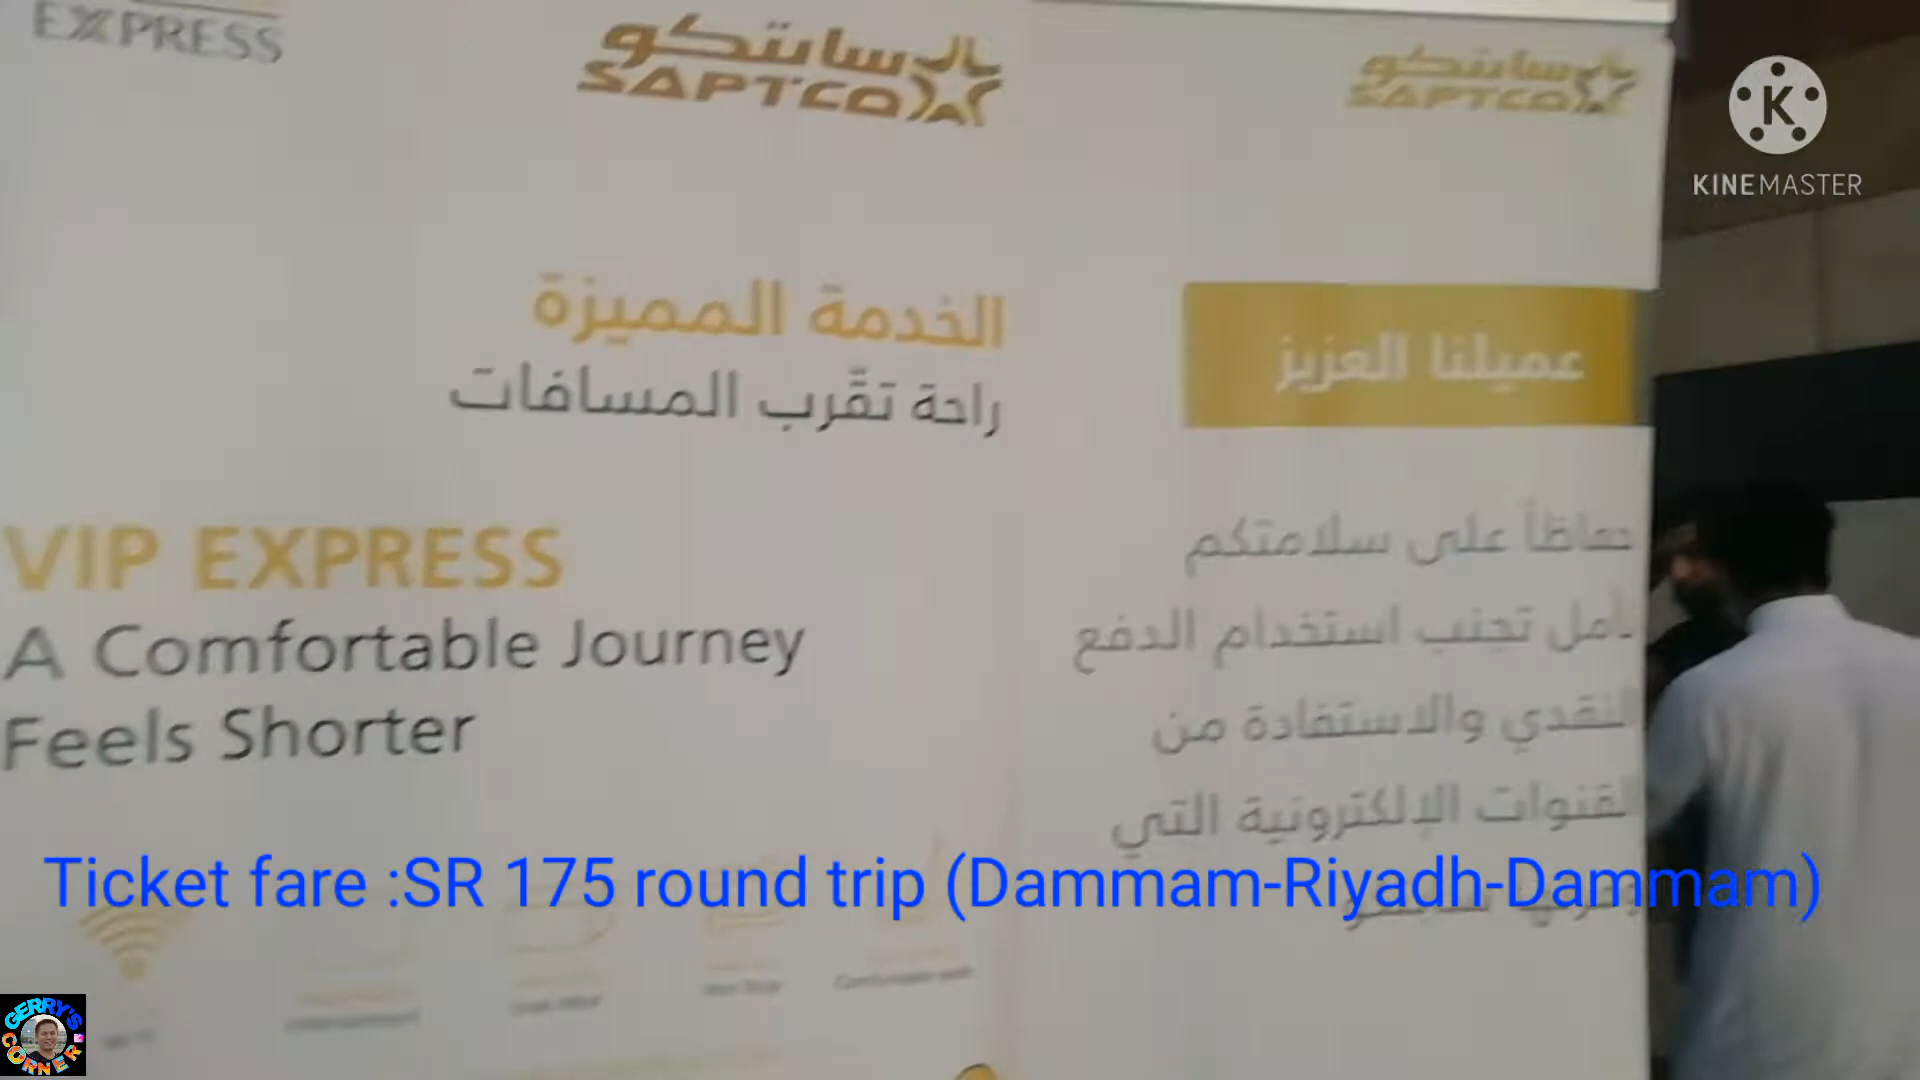 EXPRESS
سابتكو
SAPTCO
الخدمة المميزة
راحة تقرّب المسافات
VIP EXPRESS
A Comfortable Journey
Feels Shorter
سابتكو
SAPTCO
عميلنا العزيز
حفاظاً على سلامتكم
نأمل تجنب استخدام الدفع
النقدي والاستفادة من
القنوات الإلكترونية التي
Ticket fare :SR 175 round trip (Dammam-Riyadh-Dammam)
K
KINEMASTER
GERRY'S
CORNER